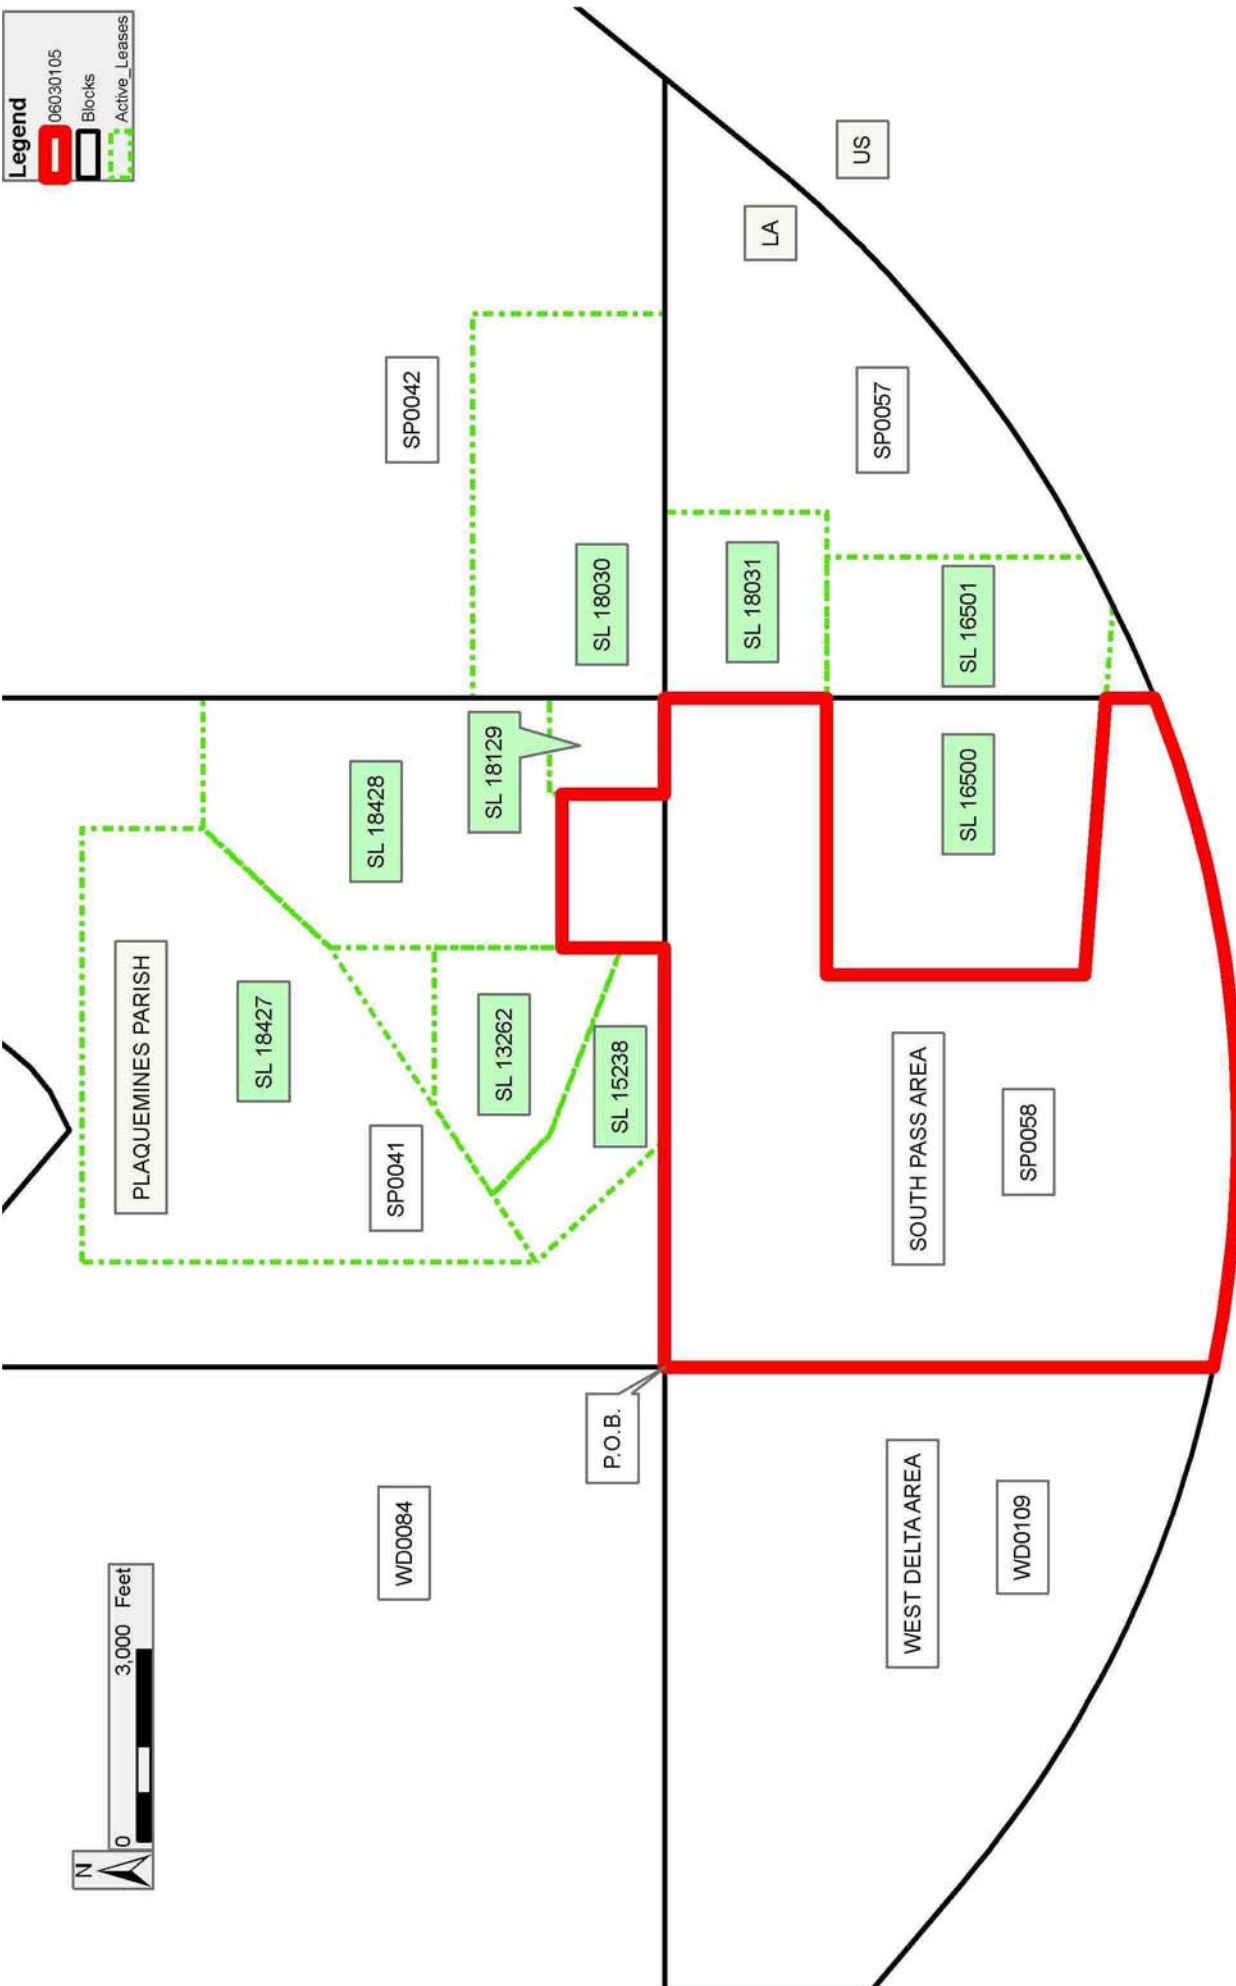 Legend
06030105
Blocks
Active_Leases
N
0 3,000 Feet
PLAQUEMINES PARISH
SL 18427
SL 18428
SP0042
WD0084
SP0041
SL 13262
SL 18129
SL 15238
SL 18030
P.O.B.
SL 18031
LA
US
SP0057
WEST DELTA AREA
SOUTH PASS AREA
SL 16500
SL 16501
WD0109
SP0058